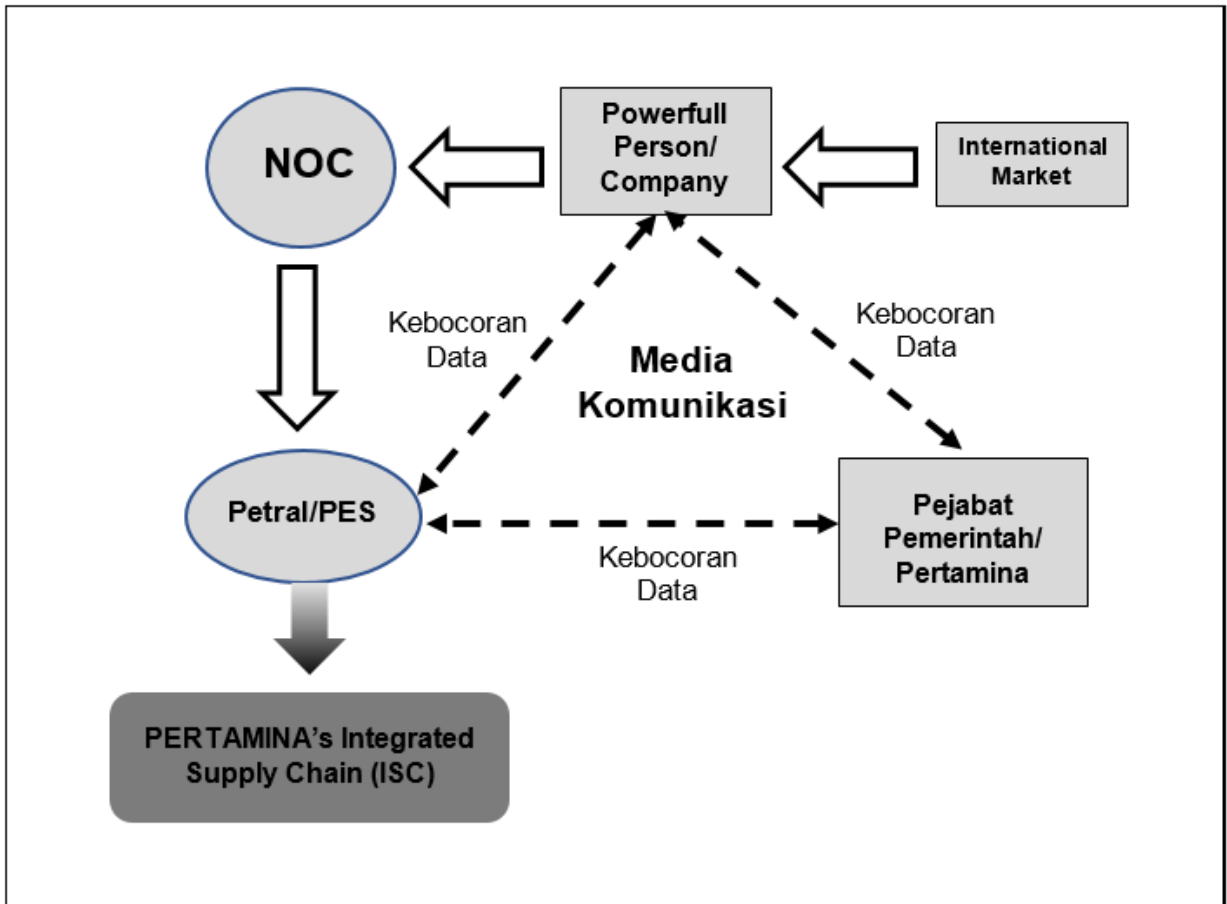 NOC
Powerfull
Person/
Company
International
Market
Kebocoran
Data
Kebocoran
Data
Media
Komunikasi
Petral/PES
Pejabat
Pemerintah/
Pertamina
Kebocoran
Data
PERTAMINA’s Integrated
Supply Chain (ISC)